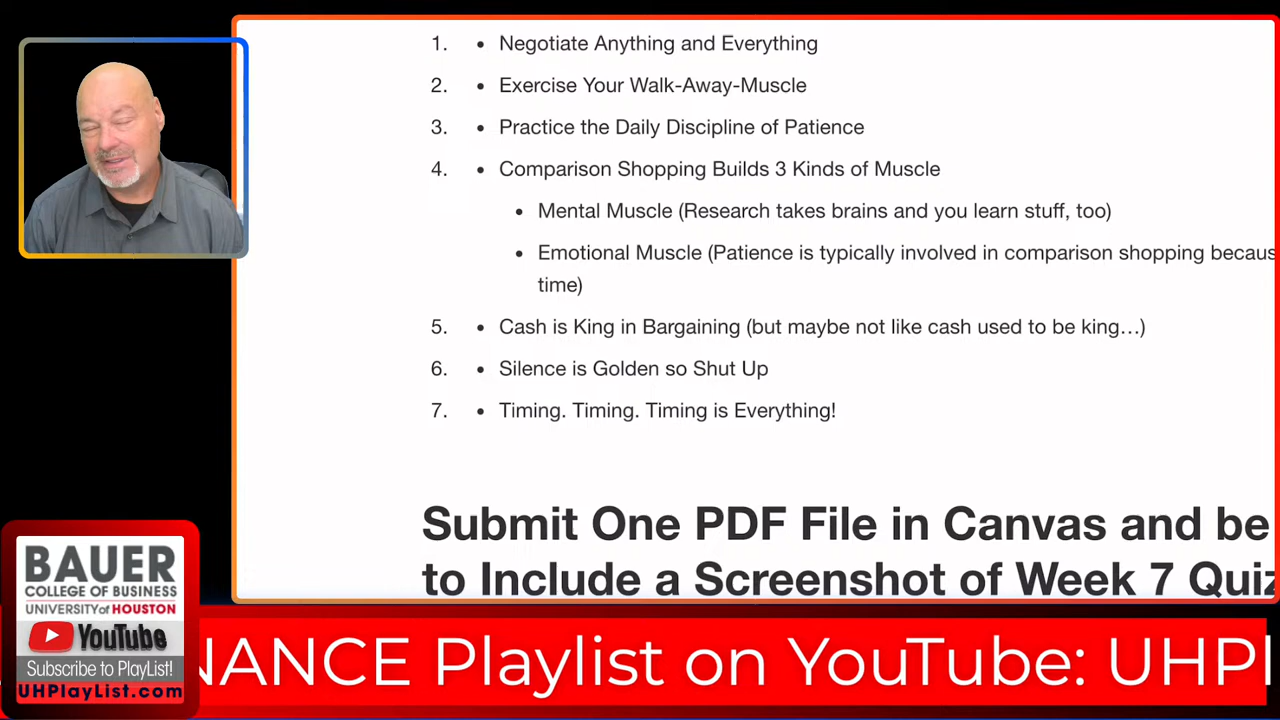 1. • Negotiate Anything and Everything
2. • Exercise Your Walk-Away-Muscle
3. • Practice the Daily Discipline of Patience
4. • Comparison Shopping Builds 3 Kinds of Muscle
• Mental Muscle (Research takes brains and you learn stuff, too)
• Emotional Muscle (Patience is typically involved in comparison shopping becaus
time)
5. • Cash is King in Bargaining (but maybe not like cash used to be king…)
6. • Silence is Golden so Shut Up
7. • Timing. Timing. Timing is Everything!
Submit One PDF File in Canvas and be
to Include a Screenshot of Week 7 Quiz
BAUER
COLLEGE OF BUSINESS
UNIVERSITY of HOUSTON
YouTube
Subscribe to PlayList!
UHPlayList.com
NANCE Playlist on YouTube: UHPl